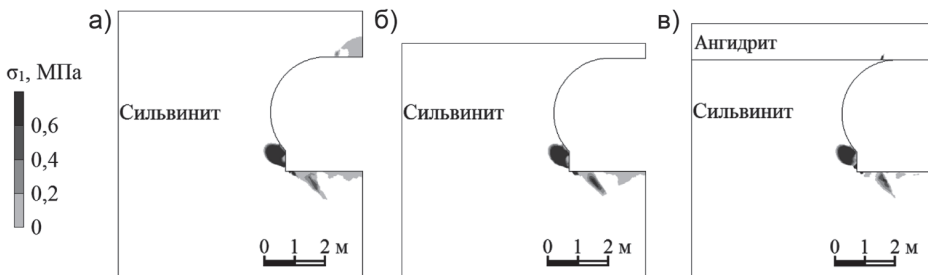 а) б) в)
σ₁, МПа
0,6
0,4
0,2
0
Сильвинит
0 1 2 м
Сильвинит
0 1 2 м
Ангидрит
Сильвинит
0 1 2 м